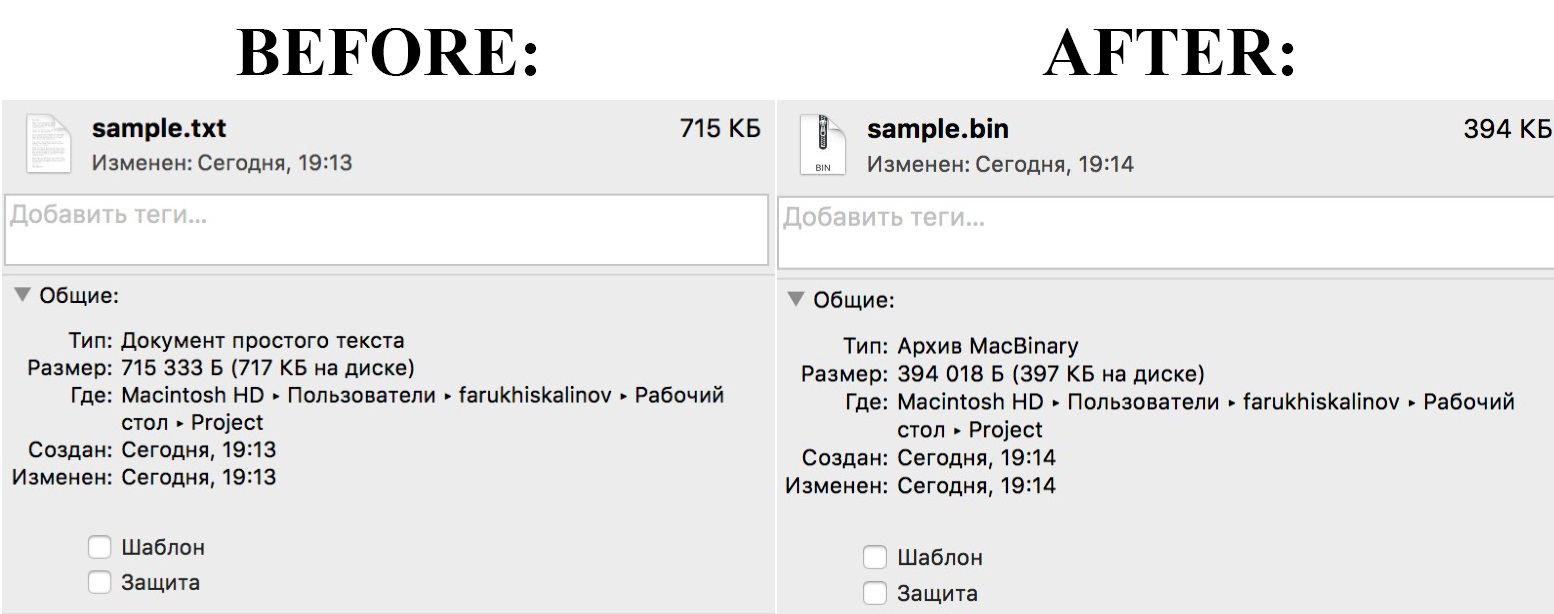 BEFORE:
sample.txt 715 КБ
Изменен: Сегодня, 19:13
Добавить теги...
Общие:
Тип: Документ простого текста
Размер: 715 333 Б (717 КБ на диске)
Где: Macintosh HD ▸ Пользователи ▸ farukhiskalinov ▸ Рабочий
стол ▸ Project
Создан: Сегодня, 19:13
Изменен: Сегодня, 19:13
Шаблон
Защита
AFTER:
sample.bin 394 КБ
BIN
Изменен: Сегодня, 19:14
Добавить теги...
Общие:
Тип: Архив MacBinary
Размер: 394 018 Б (397 КБ на диске)
Где: Macintosh HD ▸ Пользователи ▸ farukhiskalinov ▸ Рабочий
стол ▸ Project
Создан: Сегодня, 19:14
Изменен: Сегодня, 19:14
Шаблон
Защита